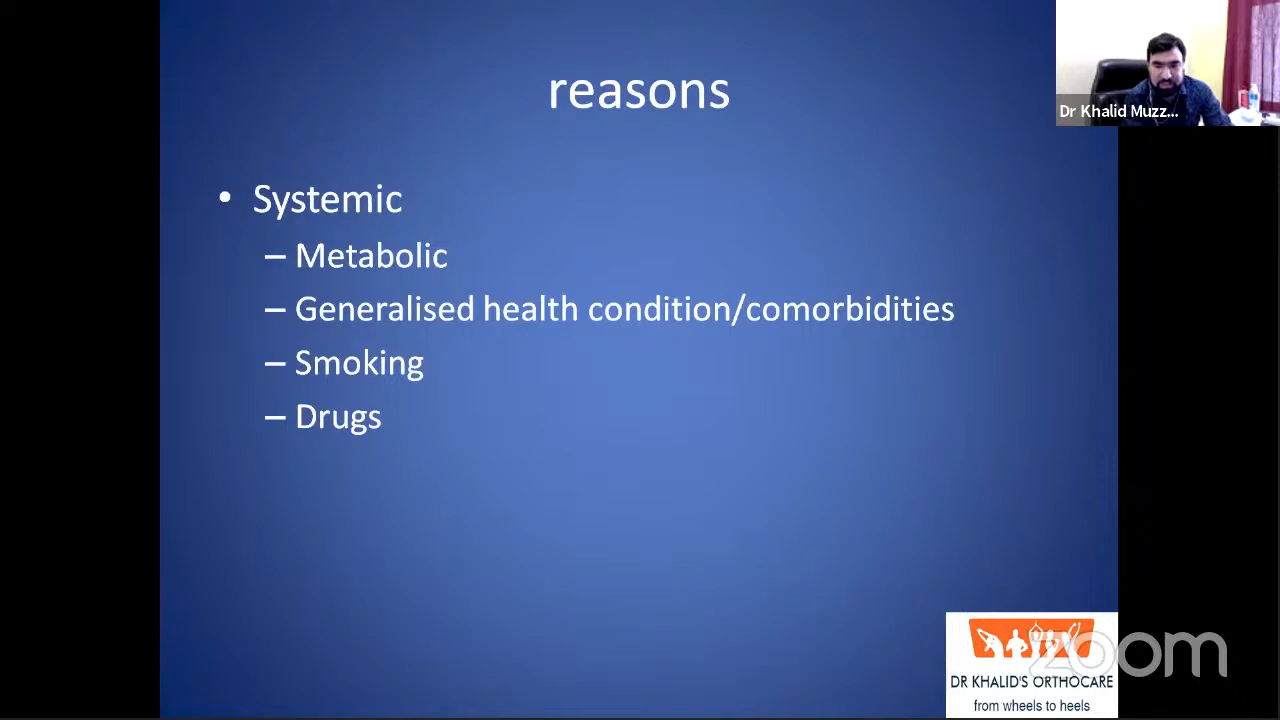 reasons
Dr Khalid Muzz...
• Systemic
– Metabolic
– Generalised health condition/comorbidities
– Smoking
– Drugs
zoom
DR KHALID'S ORTHOCARE
from wheels to heels